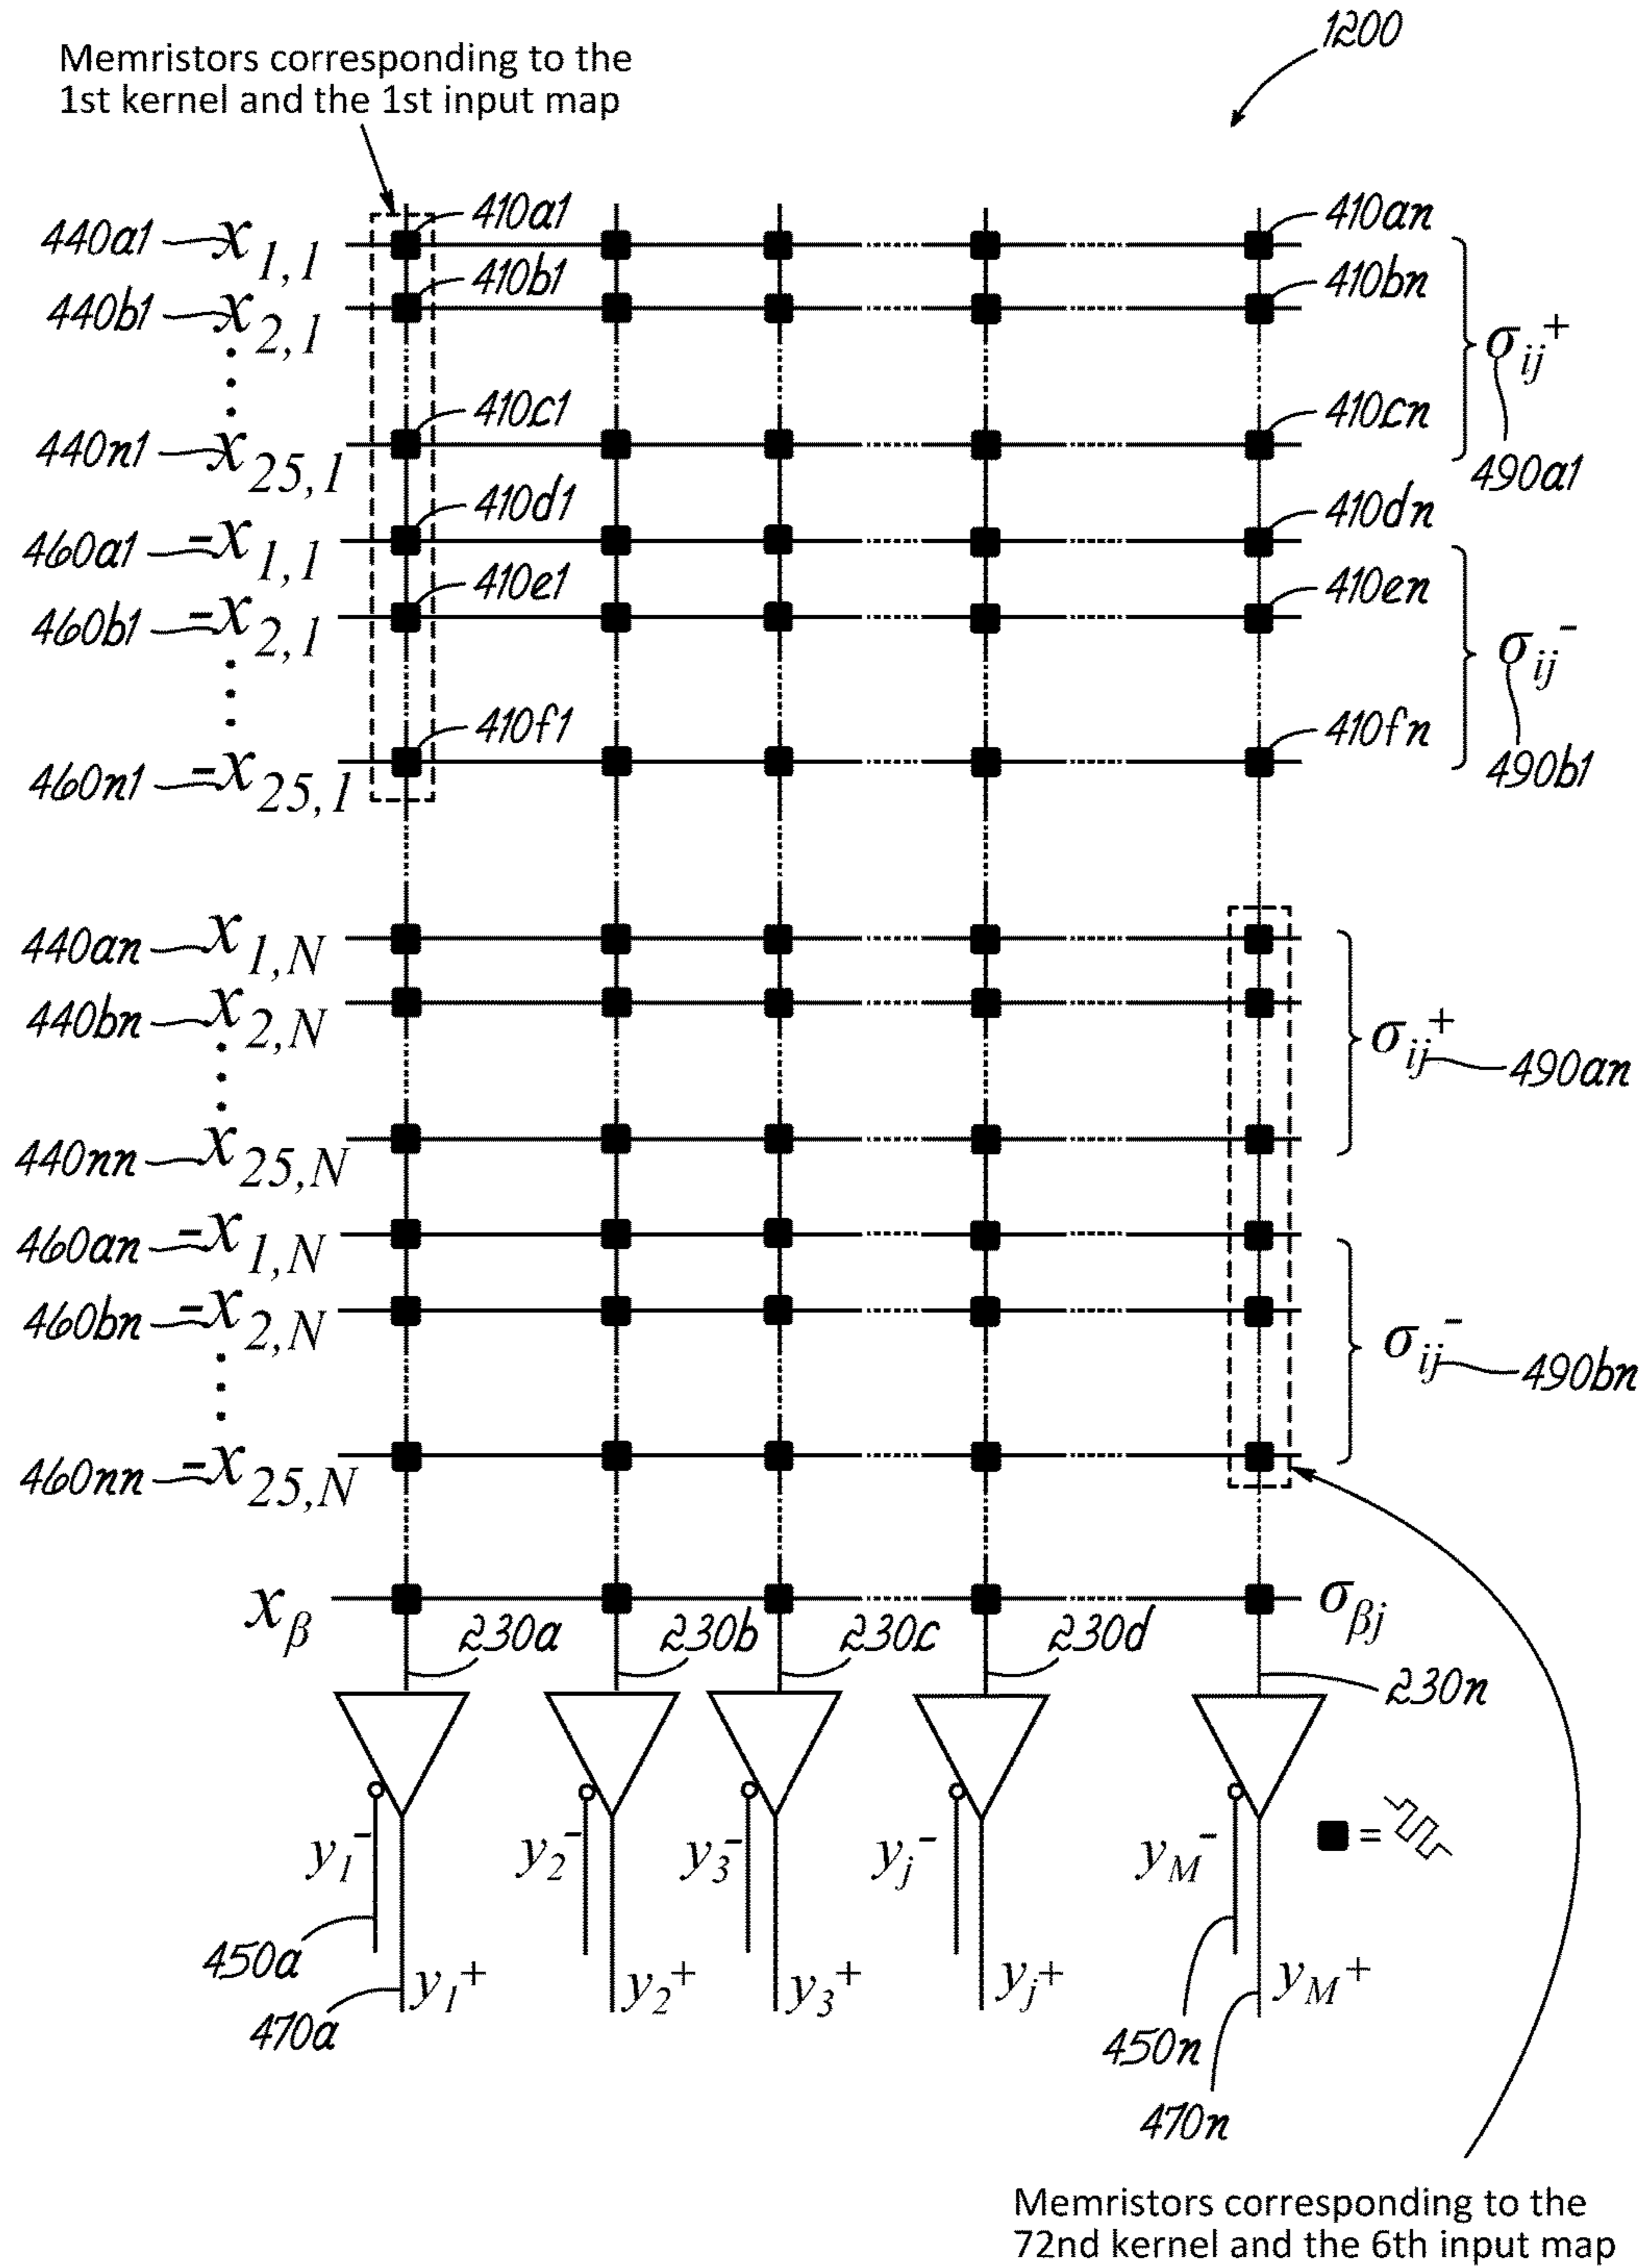 1200
Memristors corresponding to the
1st kernel and the 1st input map
440a1 x1,1 410a1 410an
440b1 x2,1 410b1 410bn
σij+
440n1 x25,1 410c1 410cn
490a1
460a1 -x1,1 410d1 410dn
460b1 -x2,1 410e1 410en
σij-
460n1 -x25,1 410f1 410fn
490b1
440an x1,N
440bn x2,N
σij+ 490an
440nn x25,N
460an -x1,N
460bn -x2,N
σij- 490bn
460nn -x25,N
xβ σβj
230a 230b 230c 230d 230n
y1- y2- y3- yj- yM- =
450a y1+ y2+ y3+ yj+ yM+
470a 450n
470n
Memristors corresponding to the
72nd kernel and the 6th input map